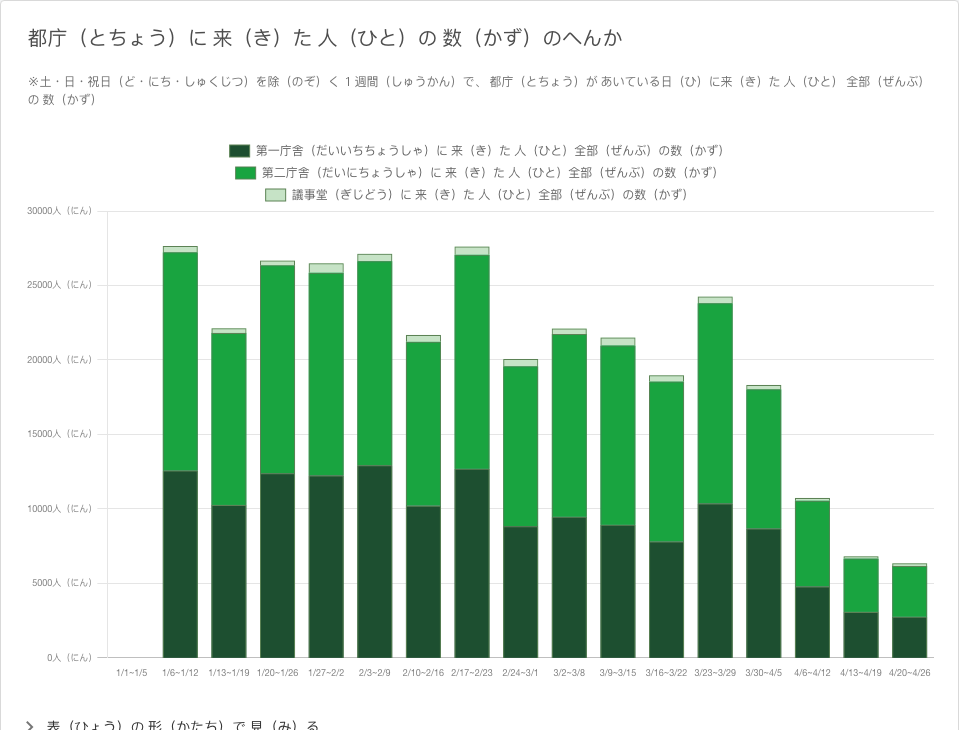 都庁（とちょう）に 来（き）た 人（ひと）の 数（かず）のへんか
※土・日・祝日（ど・にち・しゅくじつ）を除（のぞ）く 1 週間（しゅうかん）で、 都庁（とちょう）が あいている日（ひ）に来（き）た 人（ひと） 全部（ぜんぶ）
の 数（かず）
第一庁舎（だいいちちょうしゃ）に 来（き）た 人（ひと）全部（ぜんぶ）の数（かず）
第二庁舎（だいにちょうしゃ）に 来（き）た 人（ひと）全部（ぜんぶ）の数（かず）
議事堂（ぎじどう）に 来（き）た 人（ひと）全部（ぜんぶ）の数（かず）
30000人（にん）
25000人（にん）
20000人（にん）
15000人（にん）
10000人（にん）
5000人（にん）
0人（にん）
1/1~1/5 1/6~1/12 1/13~1/19 1/20~1/26 1/27~2/2 2/3~2/9 2/10~2/16 2/17~2/23 2/24~3/1 3/2~3/8 3/9~3/15 3/16~3/22 3/23~3/29 3/30~4/5 4/6~4/12 4/13~4/19 4/20~4/26
表（ひょう）の 形（かたち）で 見（み）る